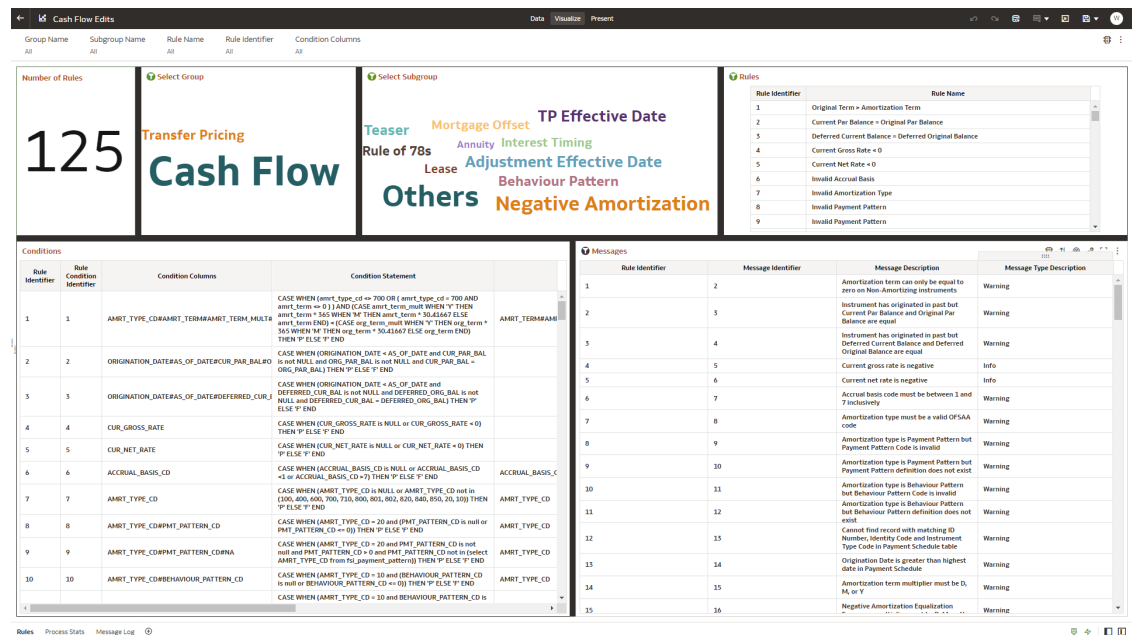 Cash Flow Edits
Data Visualize Present
W
Group Name Subgroup Name Rule Name Rule Identifier Condition Columns
All All All All All
Number of Rules
125
Select Group
Transfer Pricing
Cash Flow
Select Subgroup
TP Effective Date
Mortgage Offset
Teaser
Annuity Interest Timing
Rule of 78s
Lease Adjustment Effective Date
Behaviour Pattern
Others Negative Amortization
Rules
Rule Identifier Rule Name
1 Original Term > Amortization Term
2 Current Par Balance = Original Par Balance
3 Deferred Current Balance = Deferred Original Balance
4 Current Gross Rate < 0
5 Current Net Rate < 0
6 Invalid Accrual Basis
7 Invalid Amortization Type
8 Invalid Payment Pattern
9 Invalid Payment Pattern
Conditions
Rule Identifier Rule Condition Identifier Condition Columns Condition Statement
1 1 AMRT_TYPE_CD#AMRT_TERM#AMRT_TERM_MULT#
CASE WHEN (amrt_type_cd <> 700 OR ( amrt_type_cd = 700 AND
amrt_term <> 0 ) ) AND (CASE amrt_term_mult WHEN 'Y' THEN
amrt_term * 365 WHEN 'M' THEN amrt_term * 30.41667 ELSE
amrt_term END) < (CASE org_term_mult WHEN 'Y' THEN org_term *
365 WHEN 'M' THEN org_term * 30.41667 ELSE org_term END)
THEN 'P' ELSE 'F' END
AMRT_TERM#AM
2 2 ORIGINATION_DATE#AS_OF_DATE#CUR_PAR_BAL#O
CASE WHEN (ORIGINATION_DATE < AS_OF_DATE and CUR_PAR_BAL
is not NULL and ORG_PAR_BAL is not NULL and CUR_PAR_BAL =
ORG_PAR_BAL) THEN 'P' ELSE 'F' END
3 3 ORIGINATION_DATE#AS_OF_DATE#DEFERRED_CUR_
CASE WHEN (ORIGINATION_DATE < AS_OF_DATE and
DEFERRED_CUR_BAL is not NULL and DEFERRED_ORG_BAL is not
NULL and DEFERRED_CUR_BAL = DEFERRED_ORG_BAL) THEN 'P'
ELSE 'F' END
4 4 CUR_GROSS_RATE
CASE WHEN (CUR_GROSS_RATE is NULL or CUR_GROSS_RATE < 0)
THEN 'P' ELSE 'F' END
5 5 CUR_NET_RATE
CASE WHEN (CUR_NET_RATE is NULL or CUR_NET_RATE < 0) THEN
'P' ELSE 'F' END
6 6 ACCRUAL_BASIS_CD
CASE WHEN (ACCRUAL_BASIS_CD is NULL or ACCRUAL_BASIS_CD
<1 or ACCRUAL_BASIS_CD >7) THEN 'P' ELSE 'F' END
ACCRUAL_BASIS_C
7 7 AMRT_TYPE_CD
CASE WHEN (AMRT_TYPE_CD is NULL or AMRT_TYPE_CD not in
(100, 400, 600, 700, 710, 800, 801, 802, 820, 840, 850, 20, 10)) THEN
'P' ELSE 'F' END
AMRT_TYPE_CD
8 8 AMRT_TYPE_CD#PMT_PATTERN_CD
CASE WHEN (AMRT_TYPE_CD = 20 and (PMT_PATTERN_CD is null or
PMT_PATTERN_CD <= 0)) THEN 'P' ELSE 'F' END
AMRT_TYPE_CD
9 9 AMRT_TYPE_CD#PMT_PATTERN_CD#NA
CASE WHEN (AMRT_TYPE_CD = 20 and PMT_PATTERN_CD is not
null and PMT_PATTERN_CD > 0 and PMT_PATTERN_CD not in (select
AMRT_TYPE_CD from fsi_payment_pattern)) THEN 'P' ELSE 'F' END
AMRT_TYPE_CD
10 10 AMRT_TYPE_CD#BEHAVIOUR_PATTERN_CD
CASE WHEN (AMRT_TYPE_CD = 10 and (BEHAVIOUR_PATTERN_CD
is null or BEHAVIOUR_PATTERN_CD <= 0)) THEN 'P' ELSE 'F' END
AMRT_TYPE_CD
CASE WHEN (AMRT_TYPE_CD = 10 and BEHAVIOUR_PATTERN_CD is
Messages
Rule Identifier Message Identifier Message Description Message Type Description
1 2 Amortization term can only be equal to
zero on Non-Amortizing instruments Warning
2 3 Instrument has originated in past but
Current Par Balance and Original Par
Balance are equal Warning
3 4 Instrument has originated in past but
Deferred Current Balance and Deferred
Original Balance are equal Warning
4 5 Current gross rate is negative Info
5 6 Current net rate is negative Info
6 7 Accrual basis code must be between 1 and
7 inclusively Warning
7 8 Amortization type must be a valid OFSAA
code Warning
8 9 Amortization type is Payment Pattern but
Payment Pattern Code is invalid Warning
9 10 Amortization type is Payment Pattern but
Payment Pattern definition does not exist Warning
10 11 Amortization type is Behaviour Pattern
but Behaviour Pattern Code is invalid Warning
11 12 Amortization type is Behaviour Pattern
but Behaviour Pattern definition does not
exist Warning
12 13 Cannot find record with matching ID
Number, Identity Code and Instrument
Type Code in Payment Schedule table Warning
13 14 Origination Date is greater than highest
date in Payment Schedule Warning
14 15 Amortization term multiplier must be D,
M, or Y Warning
15 16 Negative Amortization Equalization
Warning
Rules Process Stats Message Log